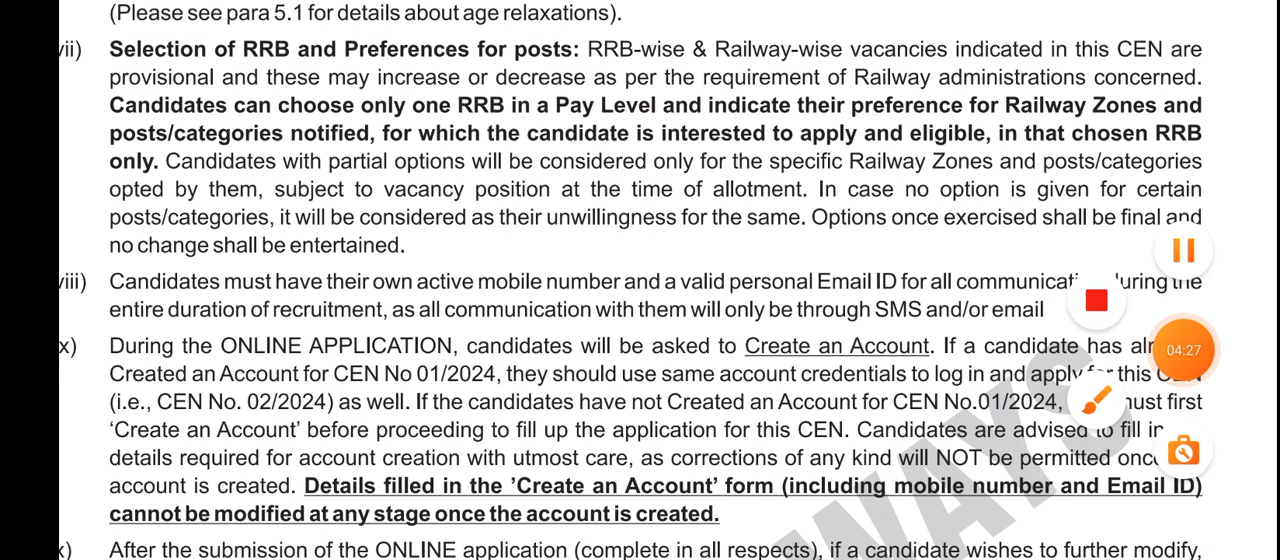 (Please see para 5.1 for details about age relaxations).
vii) Selection of RRB and Preferences for posts: RRB-wise & Railway-wise vacancies indicated in this CEN are
provisional and these may increase or decrease as per the requirement of Railway administrations concerned.
Candidates can choose only one RRB in a Pay Level and indicate their preference for Railway Zones and
posts/categories notified, for which the candidate is interested to apply and eligible, in that chosen RRB
only. Candidates with partial options will be considered only for the specific Railway Zones and posts/categories
opted by them, subject to vacancy position at the time of allotment. In case no option is given for certain
posts/categories, it will be considered as their unwillingness for the same. Options once exercised shall be final and
no change shall be entertained.
viii) Candidates must have their own active mobile number and a valid personal Email ID for all during the
entire duration of recruitment, as all communication with them will only be through SMS and/or email
x) During the ONLINE APPLICATION, candidates will be asked to Create an Account. If a candidate has
04:27
Created an Account for CEN No 01/2024, they should use same account credentials to log in and apply for this CEN
(i.e., CEN No. 02/2024) as well. If the candidates have not Created an Account for CEN No.01/2024, must first
‘Create an Account’ before proceeding to fill up the application for this CEN. Candidates are advised to fill in
details required for account creation with utmost care, as corrections of any kind will NOT be permitted once
account is created. Details filled in the ’Create an Account’ form (including mobile number and Email ID)
cannot be modified at any stage once the account is created.
x) After the submission of the ONLINE application (complete in all respects), if a candidate wishes to further modify,
WAYS